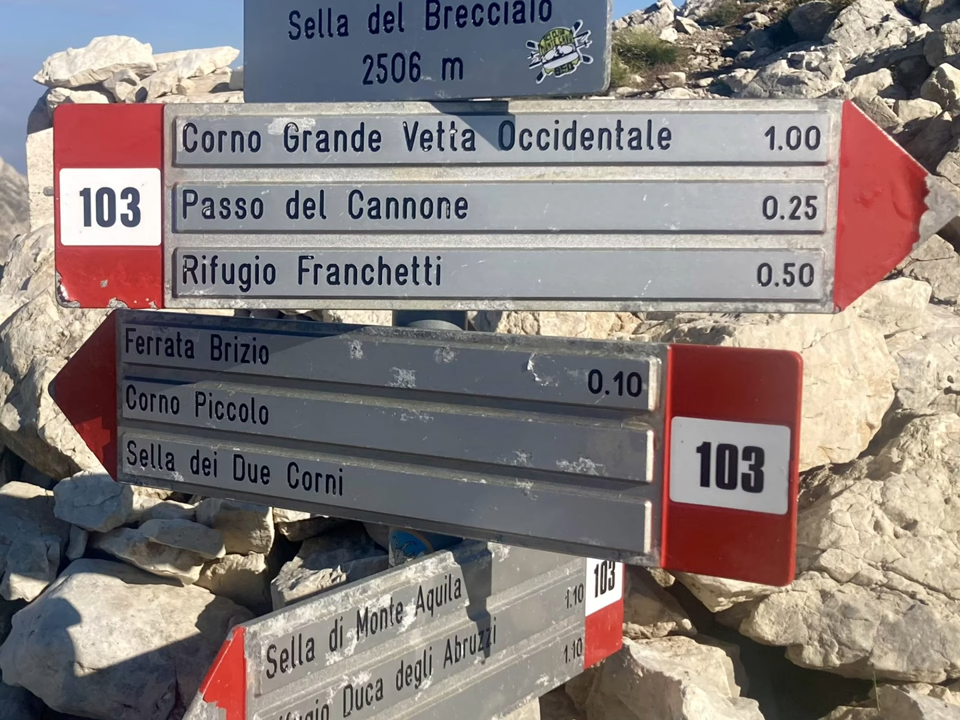 Sella del Brecciaio
2506 m
Corno Grande Vetta Occidentale 1.00
103
Passo del Cannone 0.25
Rifugio Franchetti 0.50
Ferrata Brizio 0.10
Corno Piccolo
103
Sella dei Due Corni
Sella di Monte Aquila 1.10
103
Rifugio Duca degli Abruzzi 1.10